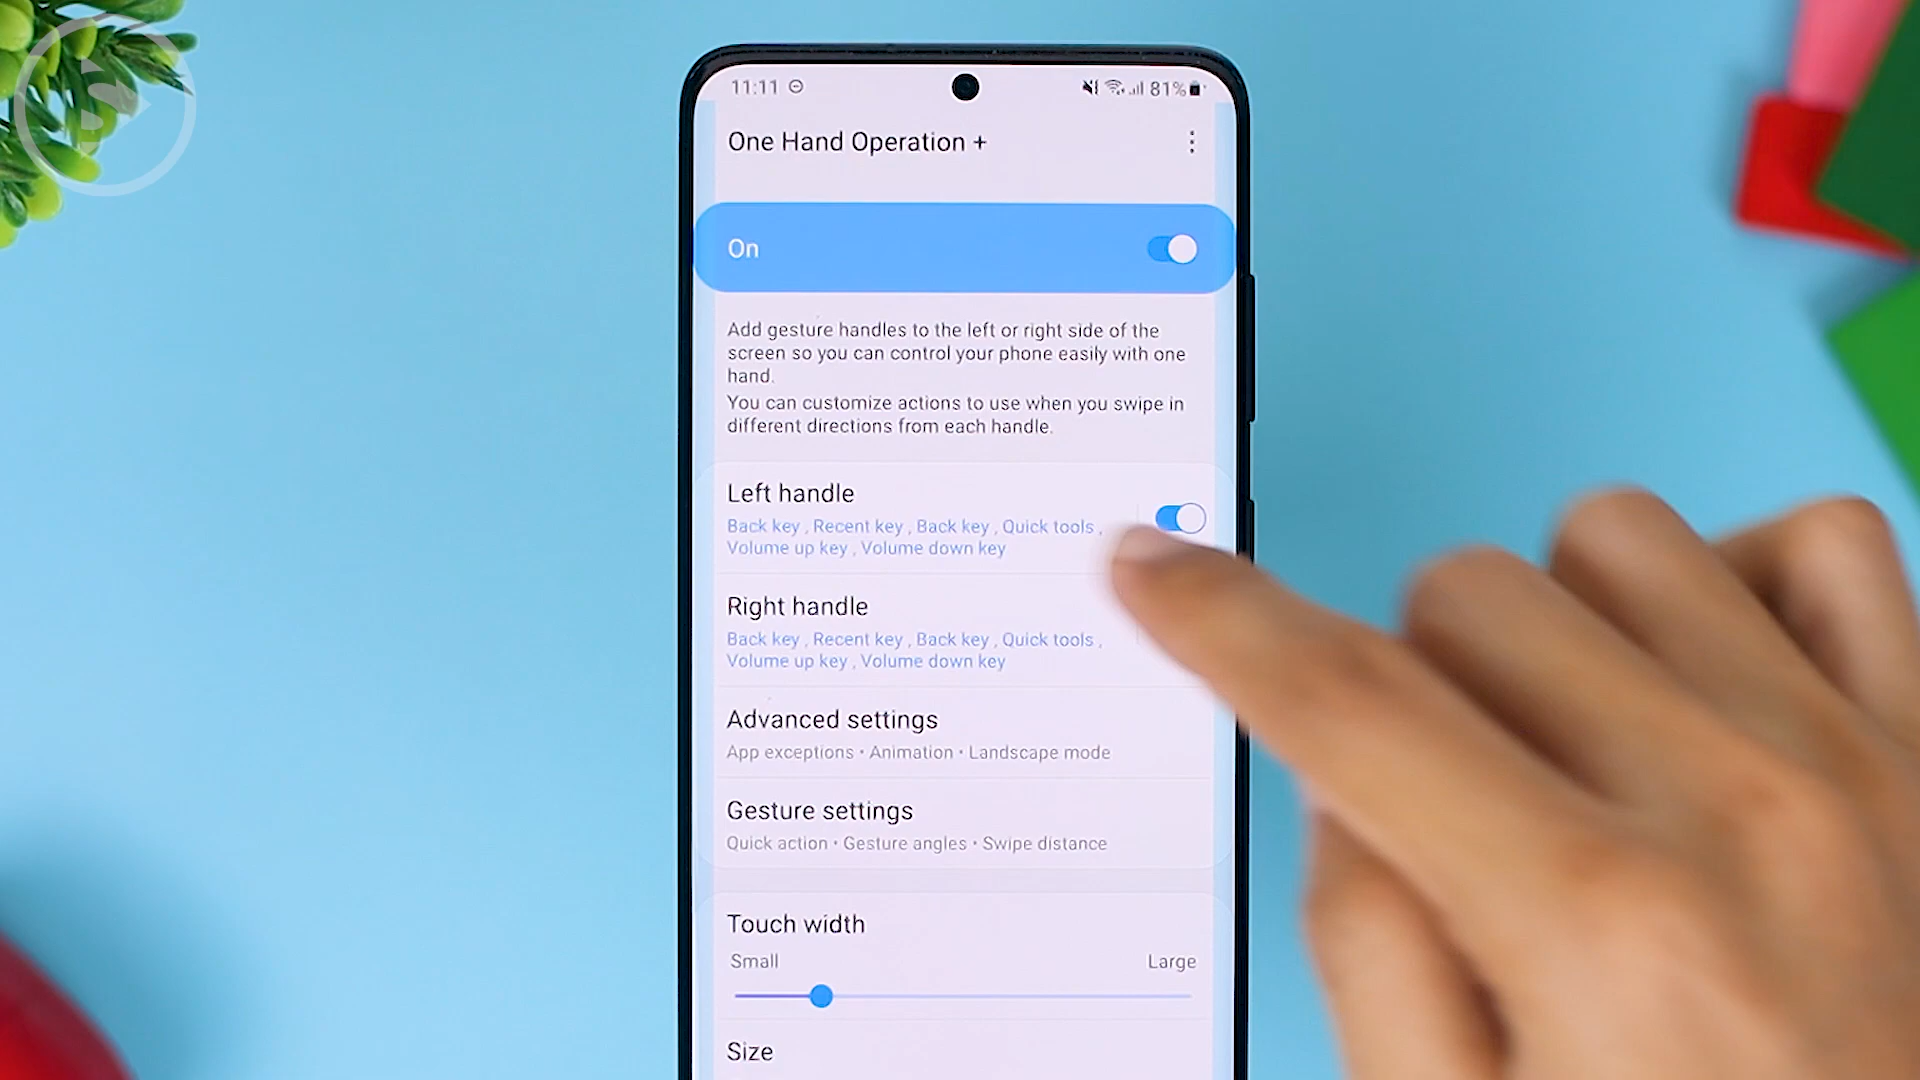 11:11 81%
One Hand Operation +
On
Add gesture handles to the left or right side of the
screen so you can control your phone easily with one
hand.
You can customize actions to use when you swipe in
different directions from each handle.
Left handle
Back key , Recent key , Back key , Quick tools ,
Volume up key , Volume down key
Right handle
Back key , Recent key , Back key , Quick tools ,
Volume up key , Volume down key
Advanced settings
App exceptions • Animation • Landscape mode
Gesture settings
Quick action • Gesture angles • Swipe distance
Touch width
Small Large
Size